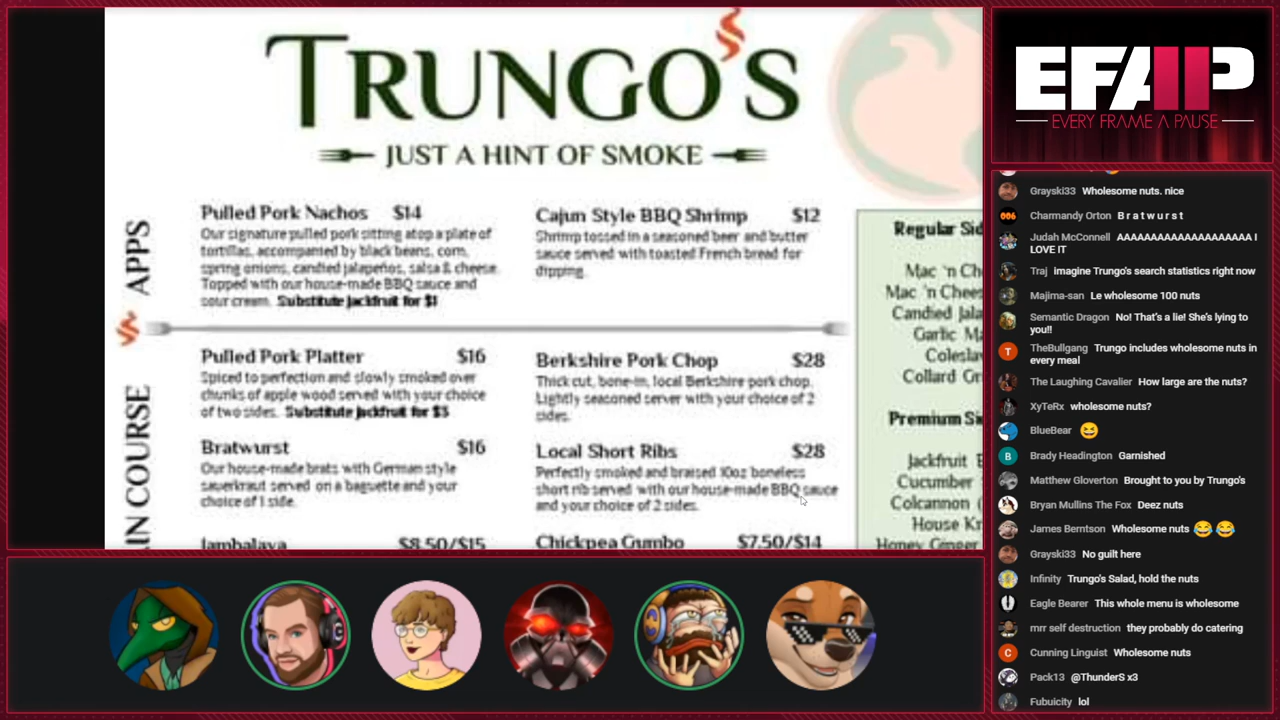 TRUNGO'S
JUST A HINT OF SMOKE
APPS
Pulled Pork Nachos $14
Our signature pulled pork sitting atop a plate of
tortillas, accompanied by black beans, corn,
spring onions, candied jalapeños, salsa & cheese.
Topped with our house-made BBQ sauce and
sour cream. Substitute jackfruit for $1
Cajun Style BBQ Shrimp $12
Shrimp tossed in a seasoned beer and butter
sauce served with toasted French bread for
dipping.
IN COURSE
Pulled Pork Platter $16
Spiced to perfection and slowly smoked over
chunks of apple wood served with your choice
of two sides. Substitute jackfruit for $3
Bratwurst $16
Our house-made brats with German style
sauerkraut served on a baguette and your
choice of 1 side.
Jambalaya $8.50/$15
Berkshire Pork Chop $28
Thick cut, bone-in, local Berkshire pork chop.
Lightly seasoned server with your choice of 2
sides.
Local Short Ribs $28
Perfectly smoked and braised 10oz boneless
short rib served with our house-made BBQ sauce
and your choice of 2 sides.
Chickpea Gumbo $7.50/$14
Regular Sid
Mac 'n Ch
Mac 'n Chees
Candied Jala
Garlic Ma
Coleslav
Collard Gr
Premium Si
Jackfruit B
Cucumber
Colcannon (
House Kr
Honey Ginger
EFAP
EVERY FRAME A PAUSE
Grayski33 Wholesome nuts. nice
Charmandy Orton B r a t w u r s t
Judah McConnell AAAAAAAAAAAAAAAAAAAA I
LOVE IT
Traj imagine Trungo's search statistics right now
Majima-san Le wholesome 100 nuts
Semantic Dragon No! That's a lie! She's lying to
you!!
T
TheBullgang Trungo includes wholesome nuts in
every meal
The Laughing Cavalier How large are the nuts?
XyTeRx wholesome nuts?
BlueBear 😆
B
Brady Headington Garnished
Matthew Gloverton Brought to you by Trungo's
Bryan Mullins The Fox Deez nuts
James Berntson Wholesome nuts 😂😂
Grayski33 No guilt here
Infinity Trungo's Salad, hold the nuts
Eagle Bearer This whole menu is wholesome
mrr self destruction they probably do catering
C
Cunning Linguist Wholesome nuts
Pack13 @ThunderS x3
Fubuicity lol